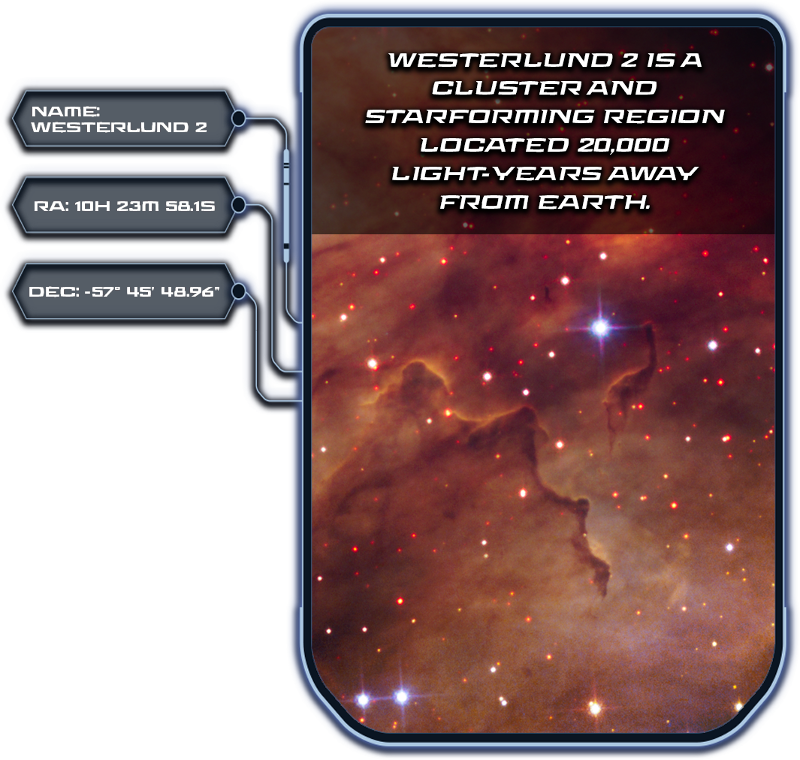 NAME:
WESTERLUND 2
RA: 10H 23M 58.1S
DEC: -57° 45' 48.96"
WESTERLUND 2 IS A
CLUSTER AND
STARFORMING REGION
LOCATED 20,000
LIGHT-YEARS AWAY
FROM EARTH.